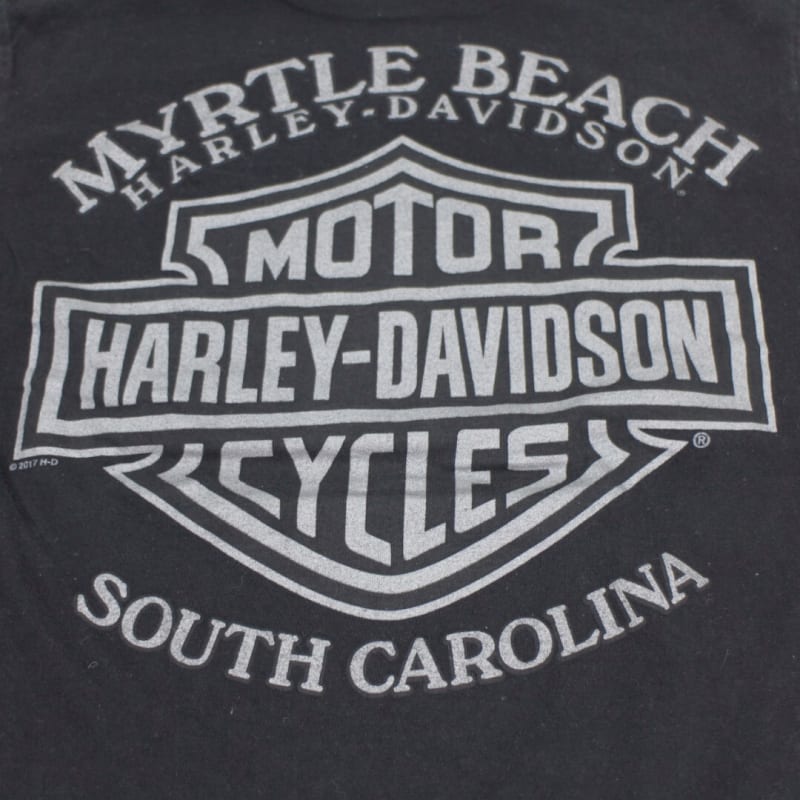 MYRTLE BEACH
HARLEY-DAVIDSON®
MOTOR
HARLEY-DAVIDSON
CYCLES
®
© 2017 H-D
SOUTH CAROLINA